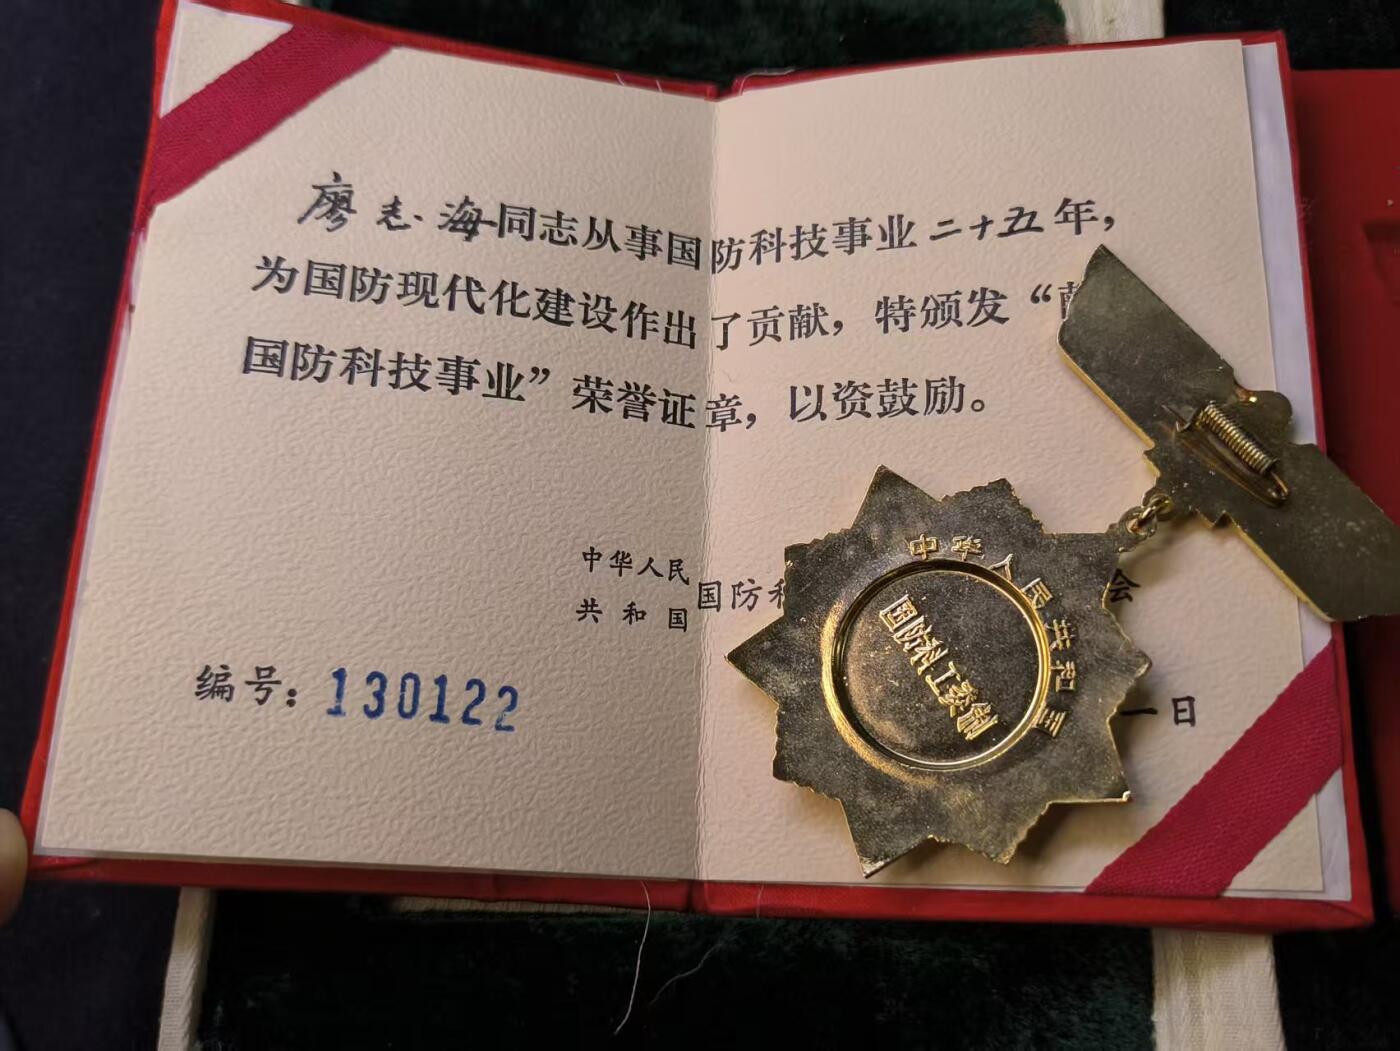 廖志海同志从事国防科技事业二十五年，
为国防现代化建设作出了贡献，特颁发“
国防科技事业”荣誉证章，以资鼓励。
中华人民
共和国
国防 会
一日
编号：130122
中华人民共和国
国防科工委制